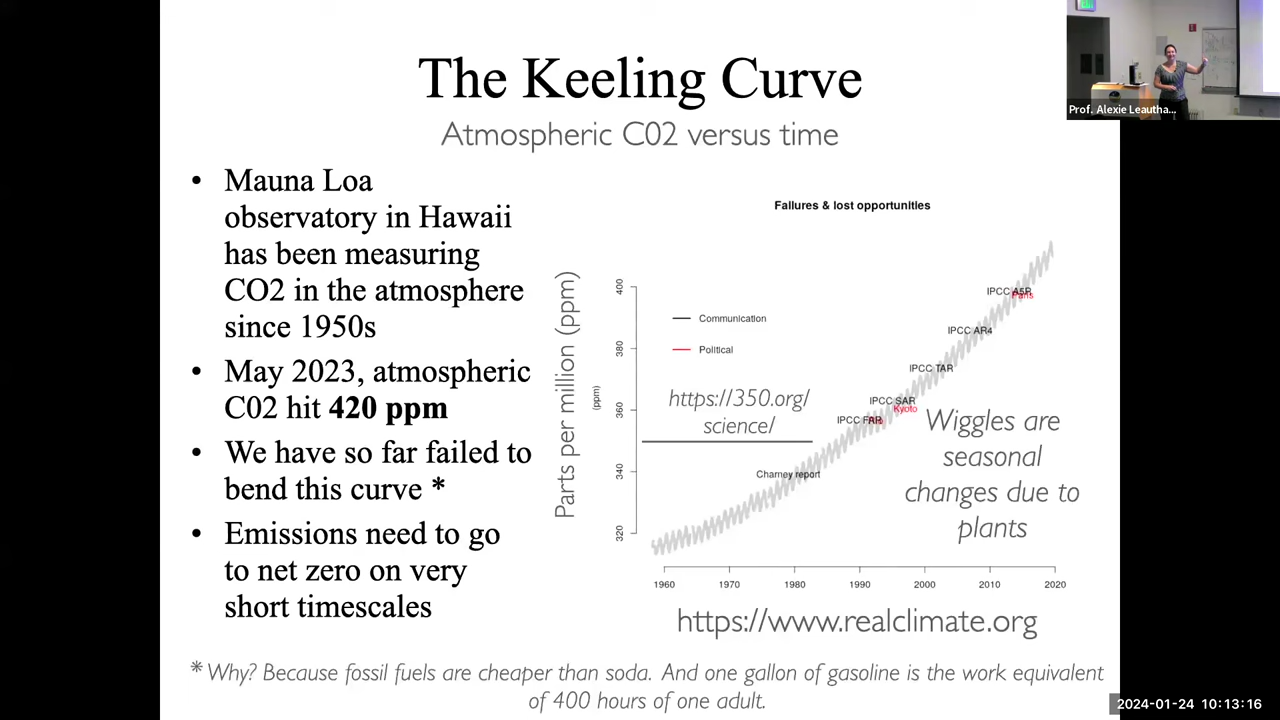 The Keeling Curve
Atmospheric C02 versus time
Prof. Alexie Leautha...
• Mauna Loa
observatory in Hawaii
has been measuring
CO2 in the atmosphere
since 1950s
• May 2023, atmospheric
C02 hit 420 ppm
• We have so far failed to
bend this curve *
• Emissions need to go
to net zero on very
short timescales
Failures & lost opportunities
Parts per million (ppm)
(ppm)
400
380
360
340
320
Communication
Political
https://350.org/
science/
IPCC A5R
Paris
IPCC AR4
IPCC TAR
IPCC SAR
Kyoto
IPCC FAR
Charney report
Wiggles are
seasonal
changes due to
plants
1960 1970 1980 1990 2000 2010 2020
https://www.realclimate.org
* Why? Because fossil fuels are cheaper than soda. And one gallon of gasoline is the work equivalent
of 400 hours of one adult.
2024-01-24 10:13:16